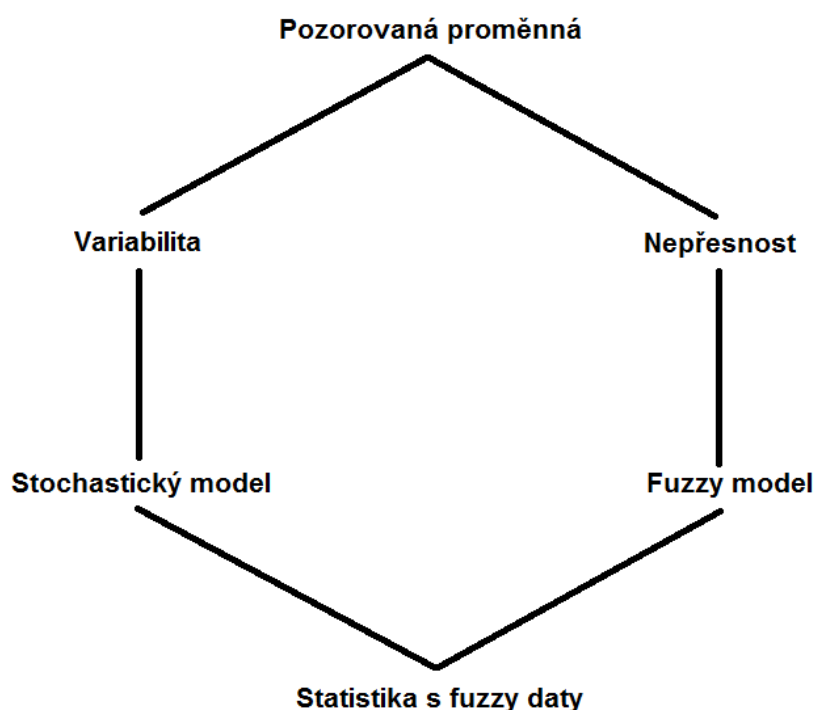 Pozorovaná proměnná
Variabilita
Nepřesnost
Stochastický model
Fuzzy model
Statistika s fuzzy daty